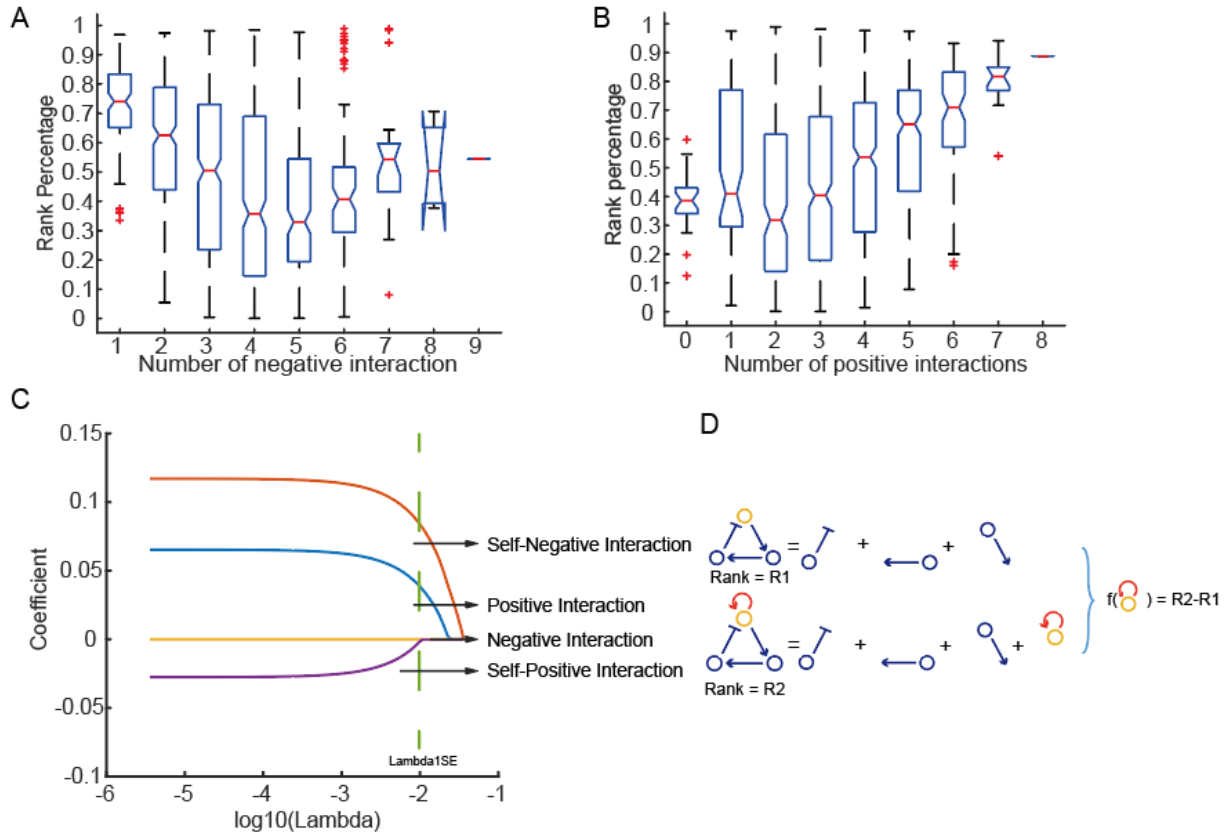 A
Rank Percentage
1
0.9
0.8
0.7
0.6
0.5
0.4
0.3
0.2
0.1
0
1 2 3 4 5 6 7 8 9
Number of negative interaction
B
Rank percentage
1
0.9
0.8
0.7
0.6
0.5
0.4
0.3
0.2
0.1
0
0 1 2 3 4 5 6 7 8
Number of positive interactions
C
Coefficient
0.15
0.1
0.05
0
-0.05
-0.1
Self-Negative Interaction
Positive Interaction
Negative Interaction
Self-Positive Interaction
Lambda1SE
-6 -5 -4 -3 -2 -1
log10(Lambda)
D
= + +
Rank = R1
= + + +
Rank = R2
f( ) = R2-R1